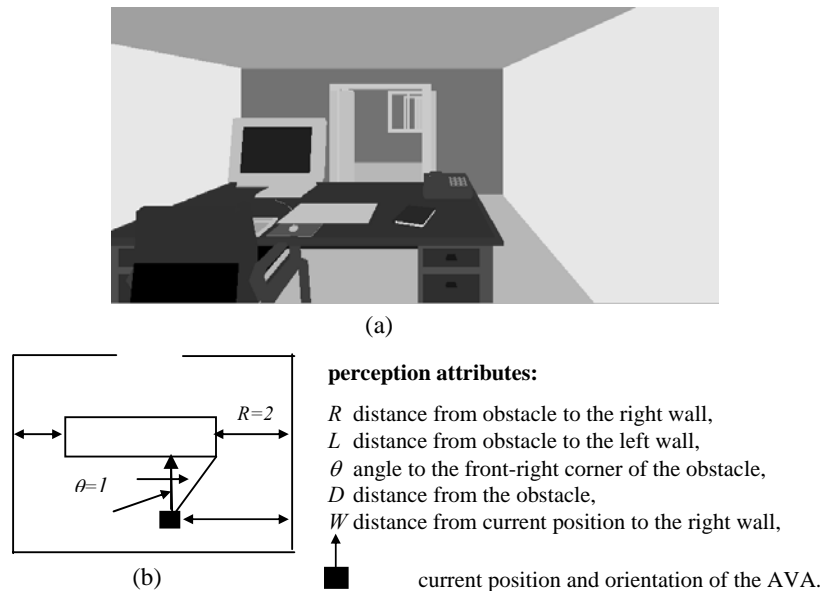 (a)
R=2
θ=1
(b)
perception attributes:
R distance from obstacle to the right wall,
L distance from obstacle to the left wall,
θ angle to the front-right corner of the obstacle,
D distance from the obstacle,
W distance from current position to the right wall,
current position and orientation of the AVA.